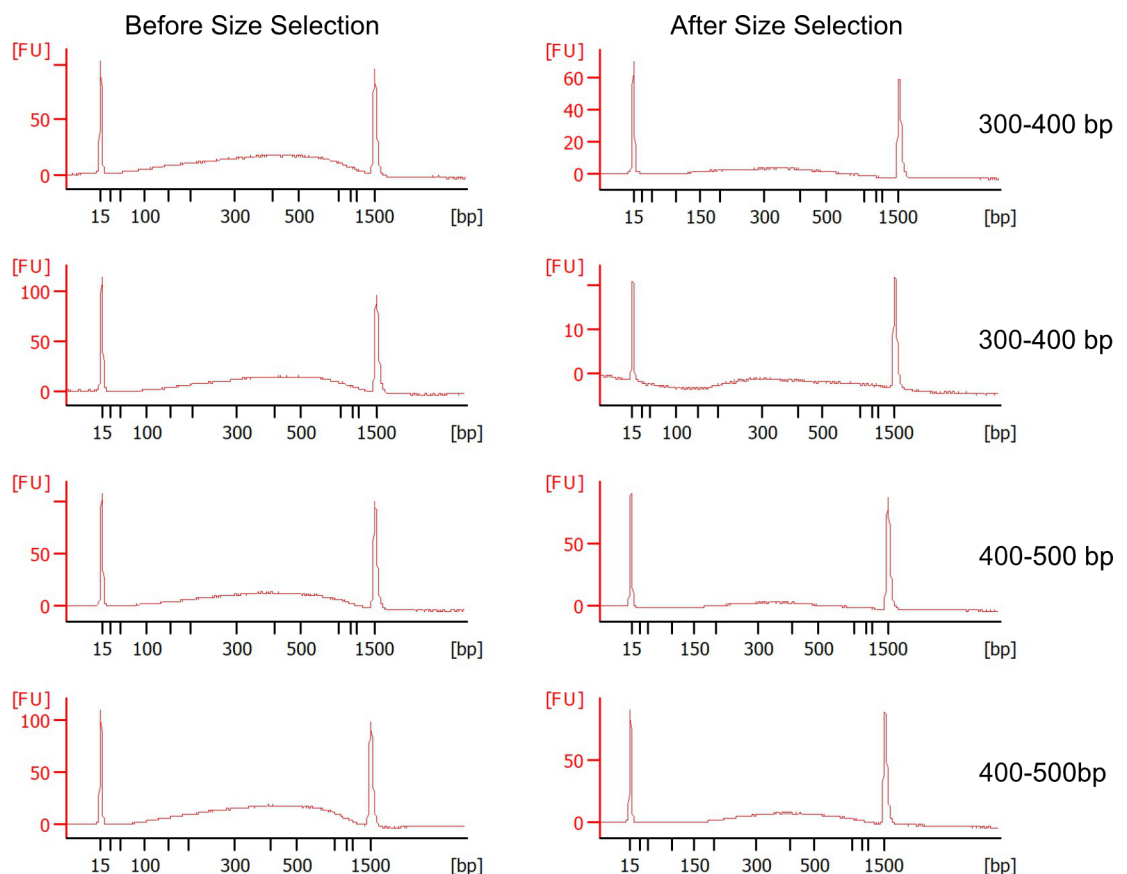 Before Size Selection
After Size Selection
[FU]
50
0
15 100 300 500 1500 [bp]
[FU]
60
40
20
0
15 150 300 500 1500 [bp]
300-400 bp
[FU]
100
50
0
15 100 300 500 1500 [bp]
[FU]
10
0
15 100 300 500 1500 [bp]
300-400 bp
[FU]
50
0
15 100 300 500 1500 [bp]
[FU]
50
0
15 150 300 500 1500 [bp]
400-500 bp
[FU]
100
50
0
15 100 300 500 1500 [bp]
[FU]
50
0
15 150 300 500 1500 [bp]
400-500bp